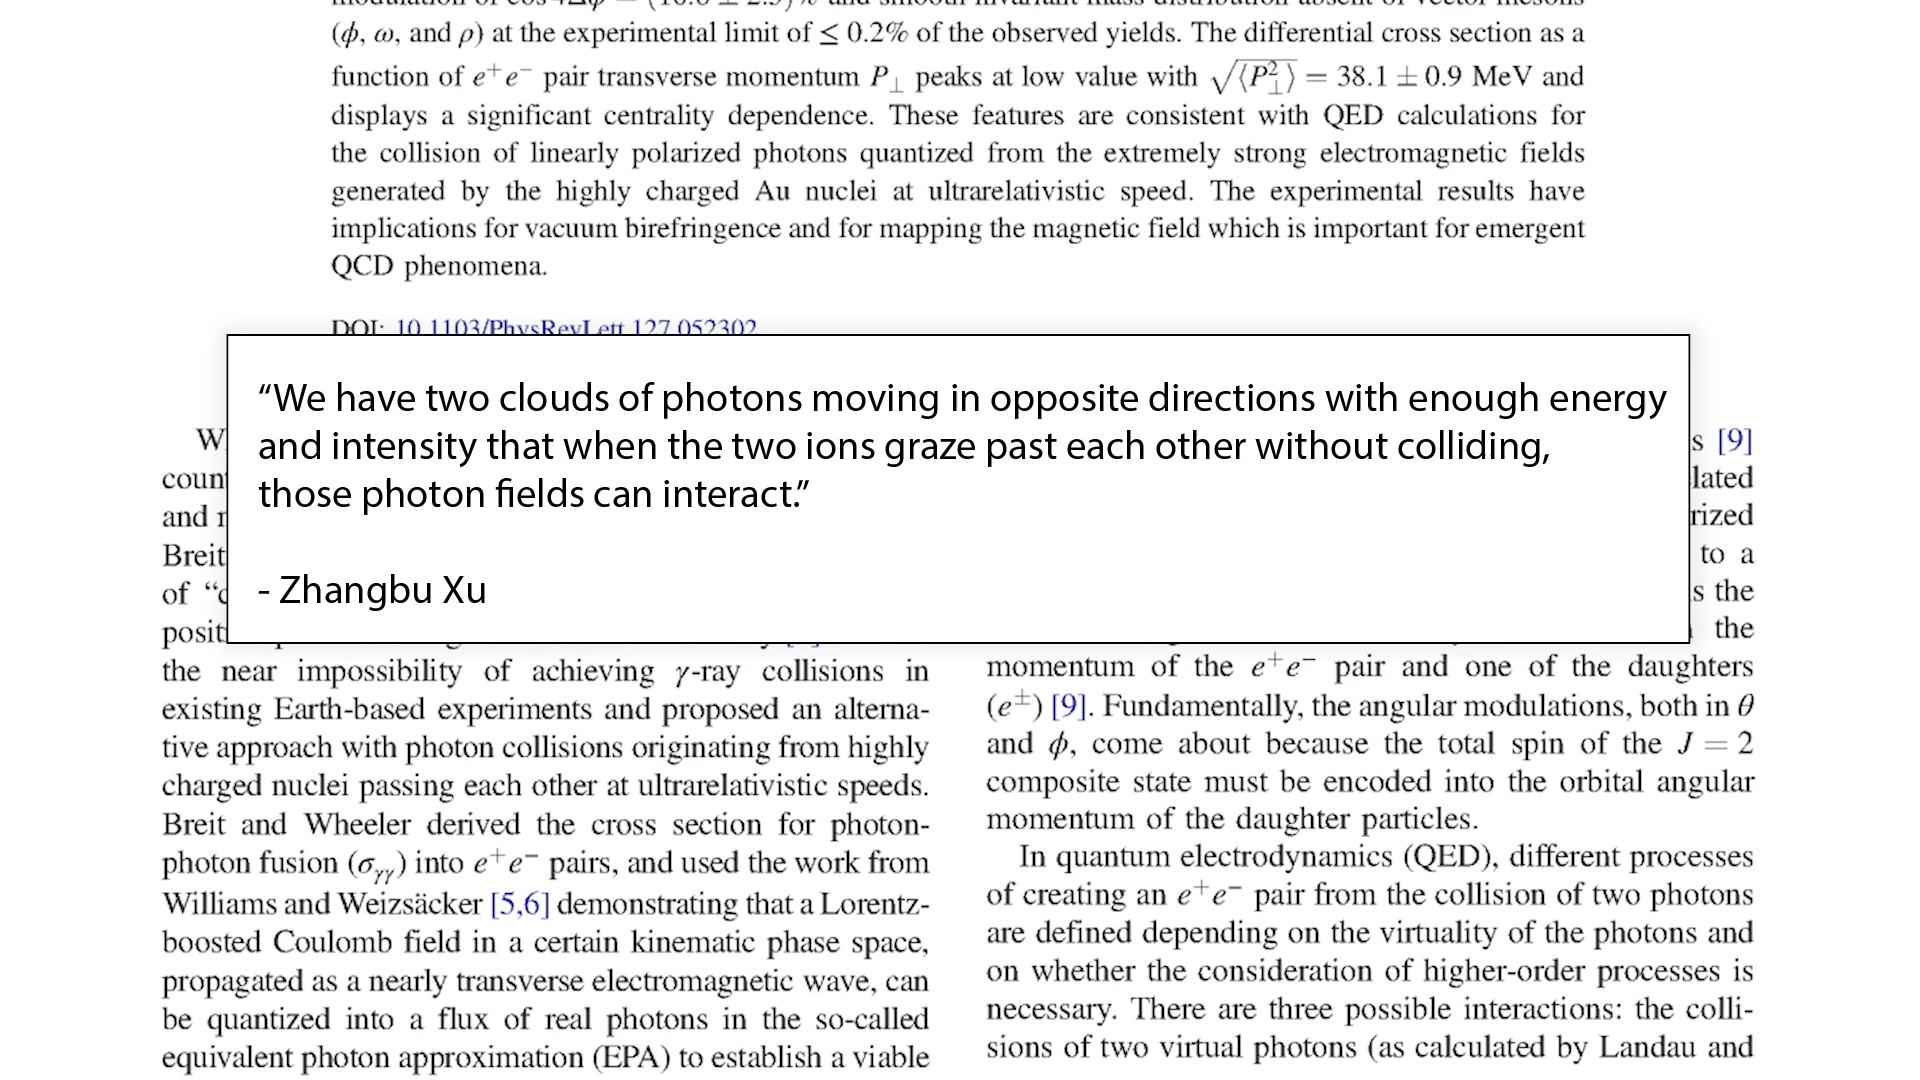 (ϕ, ω, and ρ) at the experimental limit of ≤ 0.2% of the observed yields. The differential cross section as a
function of e⁺e⁻ pair transverse momentum P⊥ peaks at low value with √⟨P²⊥⟩ = 38.1 ± 0.9 MeV and
displays a significant centrality dependence. These features are consistent with QED calculations for
the collision of linearly polarized photons quantized from the extremely strong electromagnetic fields
generated by the highly charged Au nuclei at ultrarelativistic speed. The experimental results have
implications for vacuum birefringence and for mapping the magnetic field which is important for emergent
QCD phenomena.
DOI: 10.1103/PhysRevLett.127.052302
“We have two clouds of photons moving in opposite directions with enough energy
and intensity that when the two ions graze past each other without colliding,
those photon fields can interact.”
- Zhangbu Xu
and
Breit
of
the near impossibility of achieving γ-ray collisions in
existing Earth-based experiments and proposed an alterna-
tive approach with photon collisions originating from highly
charged nuclei passing each other at ultrarelativistic speeds.
Breit and Wheeler derived the cross section for photon-
photon fusion (σγγ) into e⁺e⁻ pairs, and used the work from
Williams and Weizsäcker [5,6] demonstrating that a Lorentz-
boosted Coulomb field in a certain kinematic phase space,
propagated as a nearly transverse electromagnetic wave, can
be quantized into a flux of real photons in the so-called
equivalent photon approximation (EPA) to establish a viable
[9]
to a
the
the
momentum of the e⁺e⁻ pair and one of the daughters
(e±) [9]. Fundamentally, the angular modulations, both in θ
and ϕ, come about because the total spin of the J = 2
composite state must be encoded into the orbital angular
momentum of the daughter particles.
In quantum electrodynamics (QED), different processes
of creating an e⁺e⁻ pair from the collision of two photons
are defined depending on the virtuality of the photons and
on whether the consideration of higher-order processes is
necessary. There are three possible interactions: the colli-
sions of two virtual photons (as calculated by Landau and